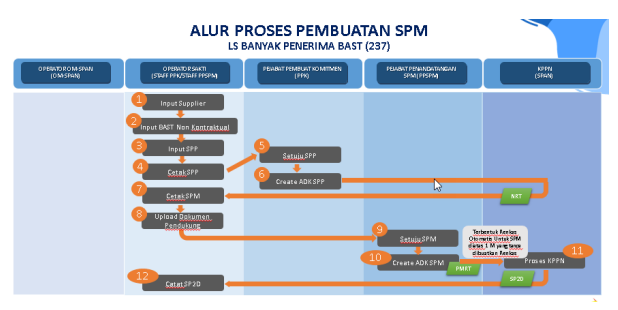 ALUR PROSES PEMBUATAN SPM
LS BANYAK PENERIMA BAST (237)
OPERATOR OM-SPAN
(OM-SPAN)
OPERATOR SAKTI
(STAFF PPK/STAFF PPSPM)
PEJABAT PEMBUAT KOMITMEN
(PPK)
PEJABAT PENANDATANGAN
SPM (PPSPM)
KPPN
(SPAN)
1
Input Supplier
2
Input BAST Non Kontraktual
3
Input SPP
4
Cetak SPP
5
Setuju SPP
6
Create ADK SPP
7
Cetak SPM
NET
8
Upload Dokumen
Pendukung
9
Setuju SPM
10
Create ADK SPM
PMRT
Terbentuk Renkas
Otomatis Untuk SPM
diatas 1 M yang tanpa
dibuatkan Renkas
11
Proses KPPN
12
Catat SP2D
SP2D